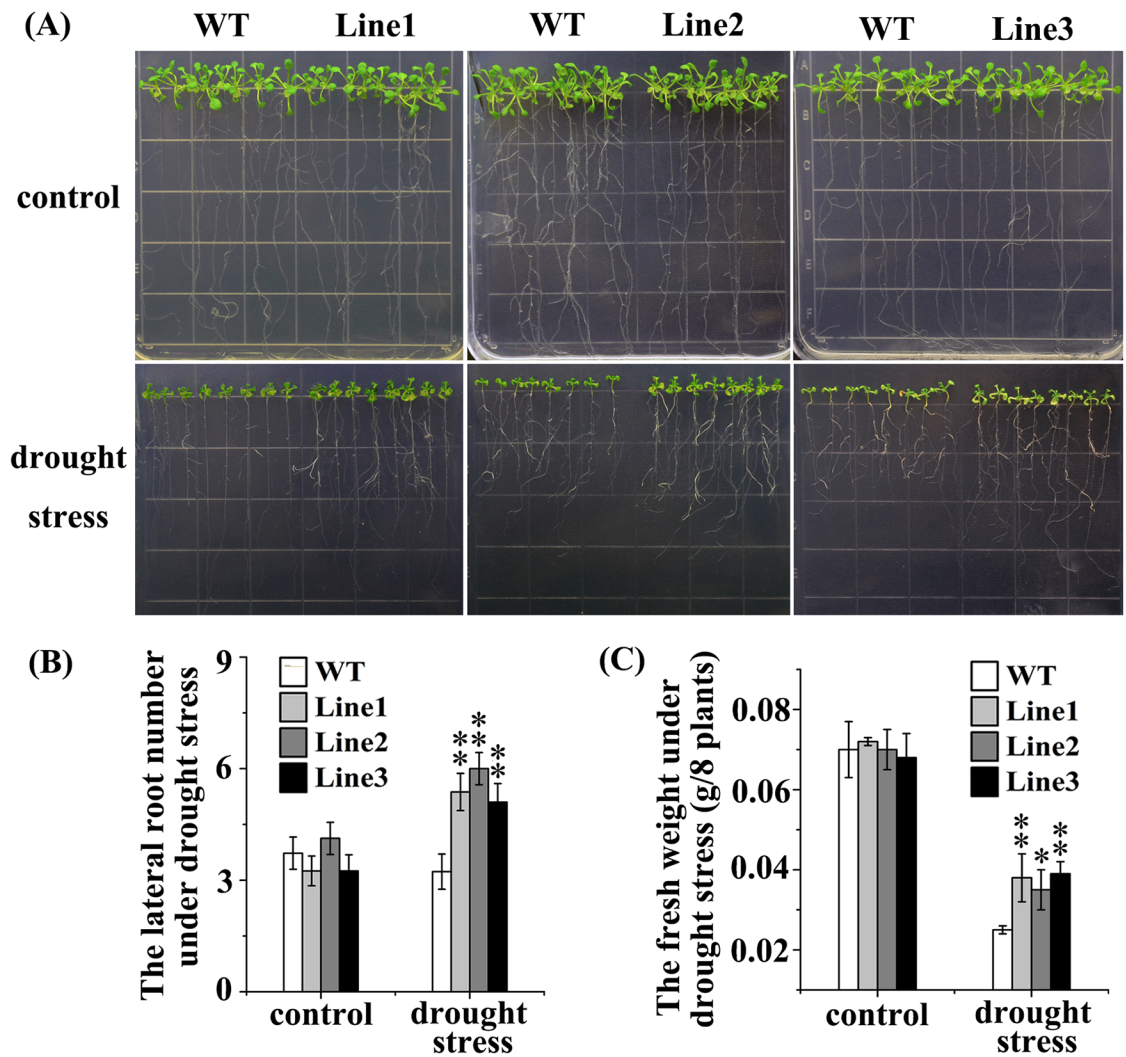 (A)
WT Line1 WT Line2 WT Line3
control
drought
stress
(B)
The lateral root number
under drought stress
9
6
3
0
WT
Line1
Line2
Line3
** ** **
control
drought
stress
(C)
The fresh weight under
drought stress (g/8 plants)
0.08
0.06
0.04
0.02
WT
Line1
Line2
Line3
** * **
control
drought
stress